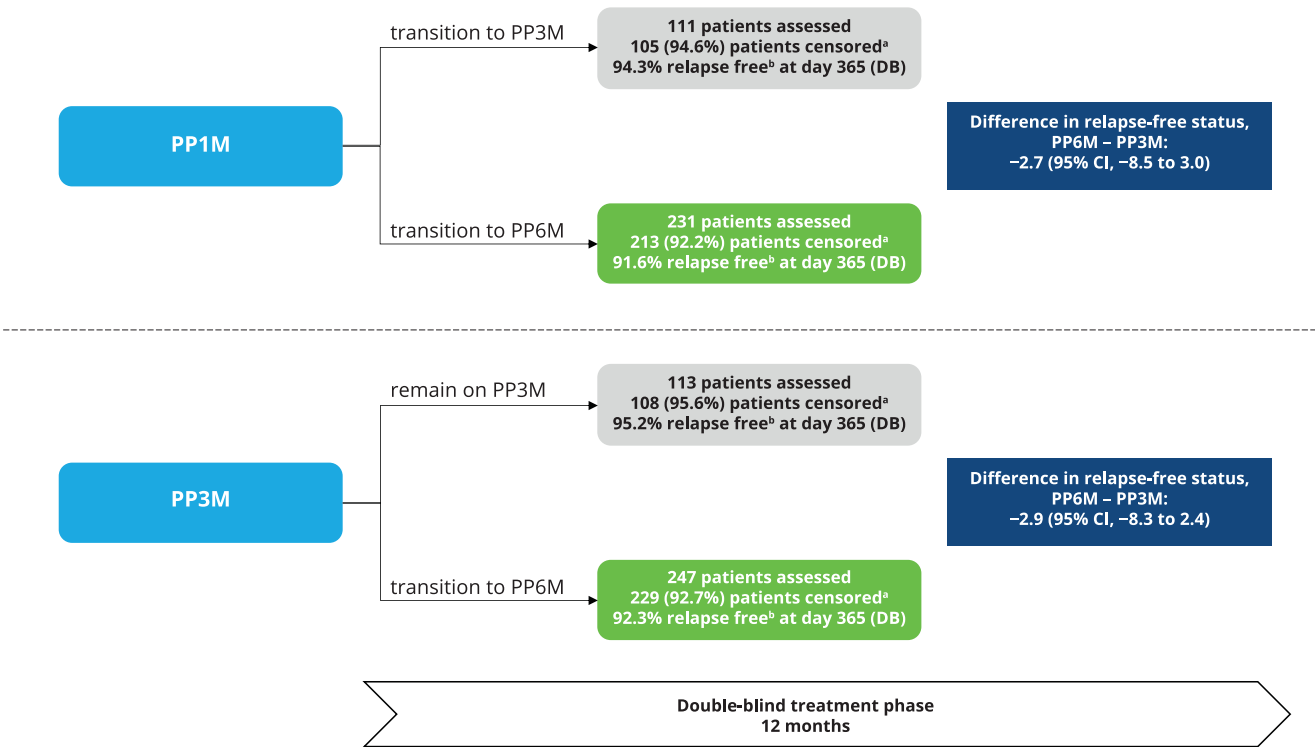 transition to PP3M
111 patients assessed
105 (94.6%) patients censoredᵃ
94.3% relapse freeᵇ at day 365 (DB)
PP1M
Difference in relapse-free status,
PP6M – PP3M:
−2.7 (95% CI, −8.5 to 3.0)
transition to PP6M
231 patients assessed
213 (92.2%) patients censoredᵃ
91.6% relapse freeᵇ at day 365 (DB)
remain on PP3M
113 patients assessed
108 (95.6%) patients censoredᵃ
95.2% relapse freeᵇ at day 365 (DB)
PP3M
Difference in relapse-free status,
PP6M – PP3M:
−2.9 (95% CI, −8.3 to 2.4)
transition to PP6M
247 patients assessed
229 (92.7%) patients censoredᵃ
92.3% relapse freeᵇ at day 365 (DB)
Double-blind treatment phase
12 months